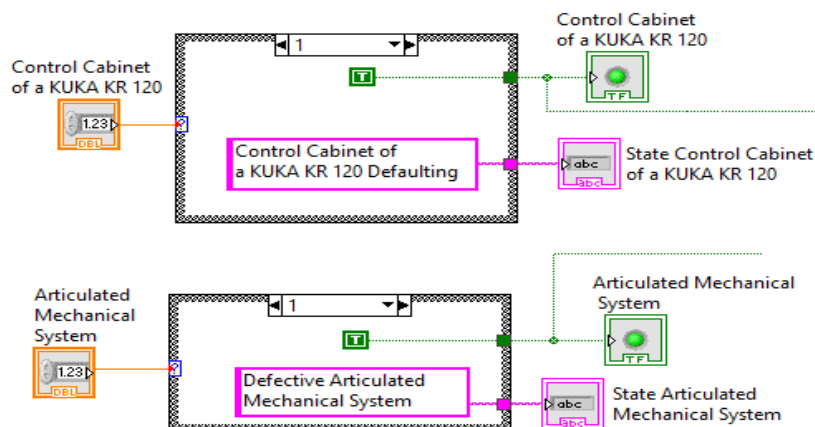 Control Cabinet
of a KUKA KR 120
1
T
Control Cabinet
of a KUKA KR 120
1.23
DBL
?
TF
Control Cabinet of
a KUKA KR 120 Defaulting
abc
abc
State Control Cabinet
of a KUKA KR 120
Articulated
Mechanical
System
1
T
Articulated Mechanical
System
1.23
DBL
?
TF
Defective Articulated
Mechanical System
abc
abc
State Articulated
Mechanical System